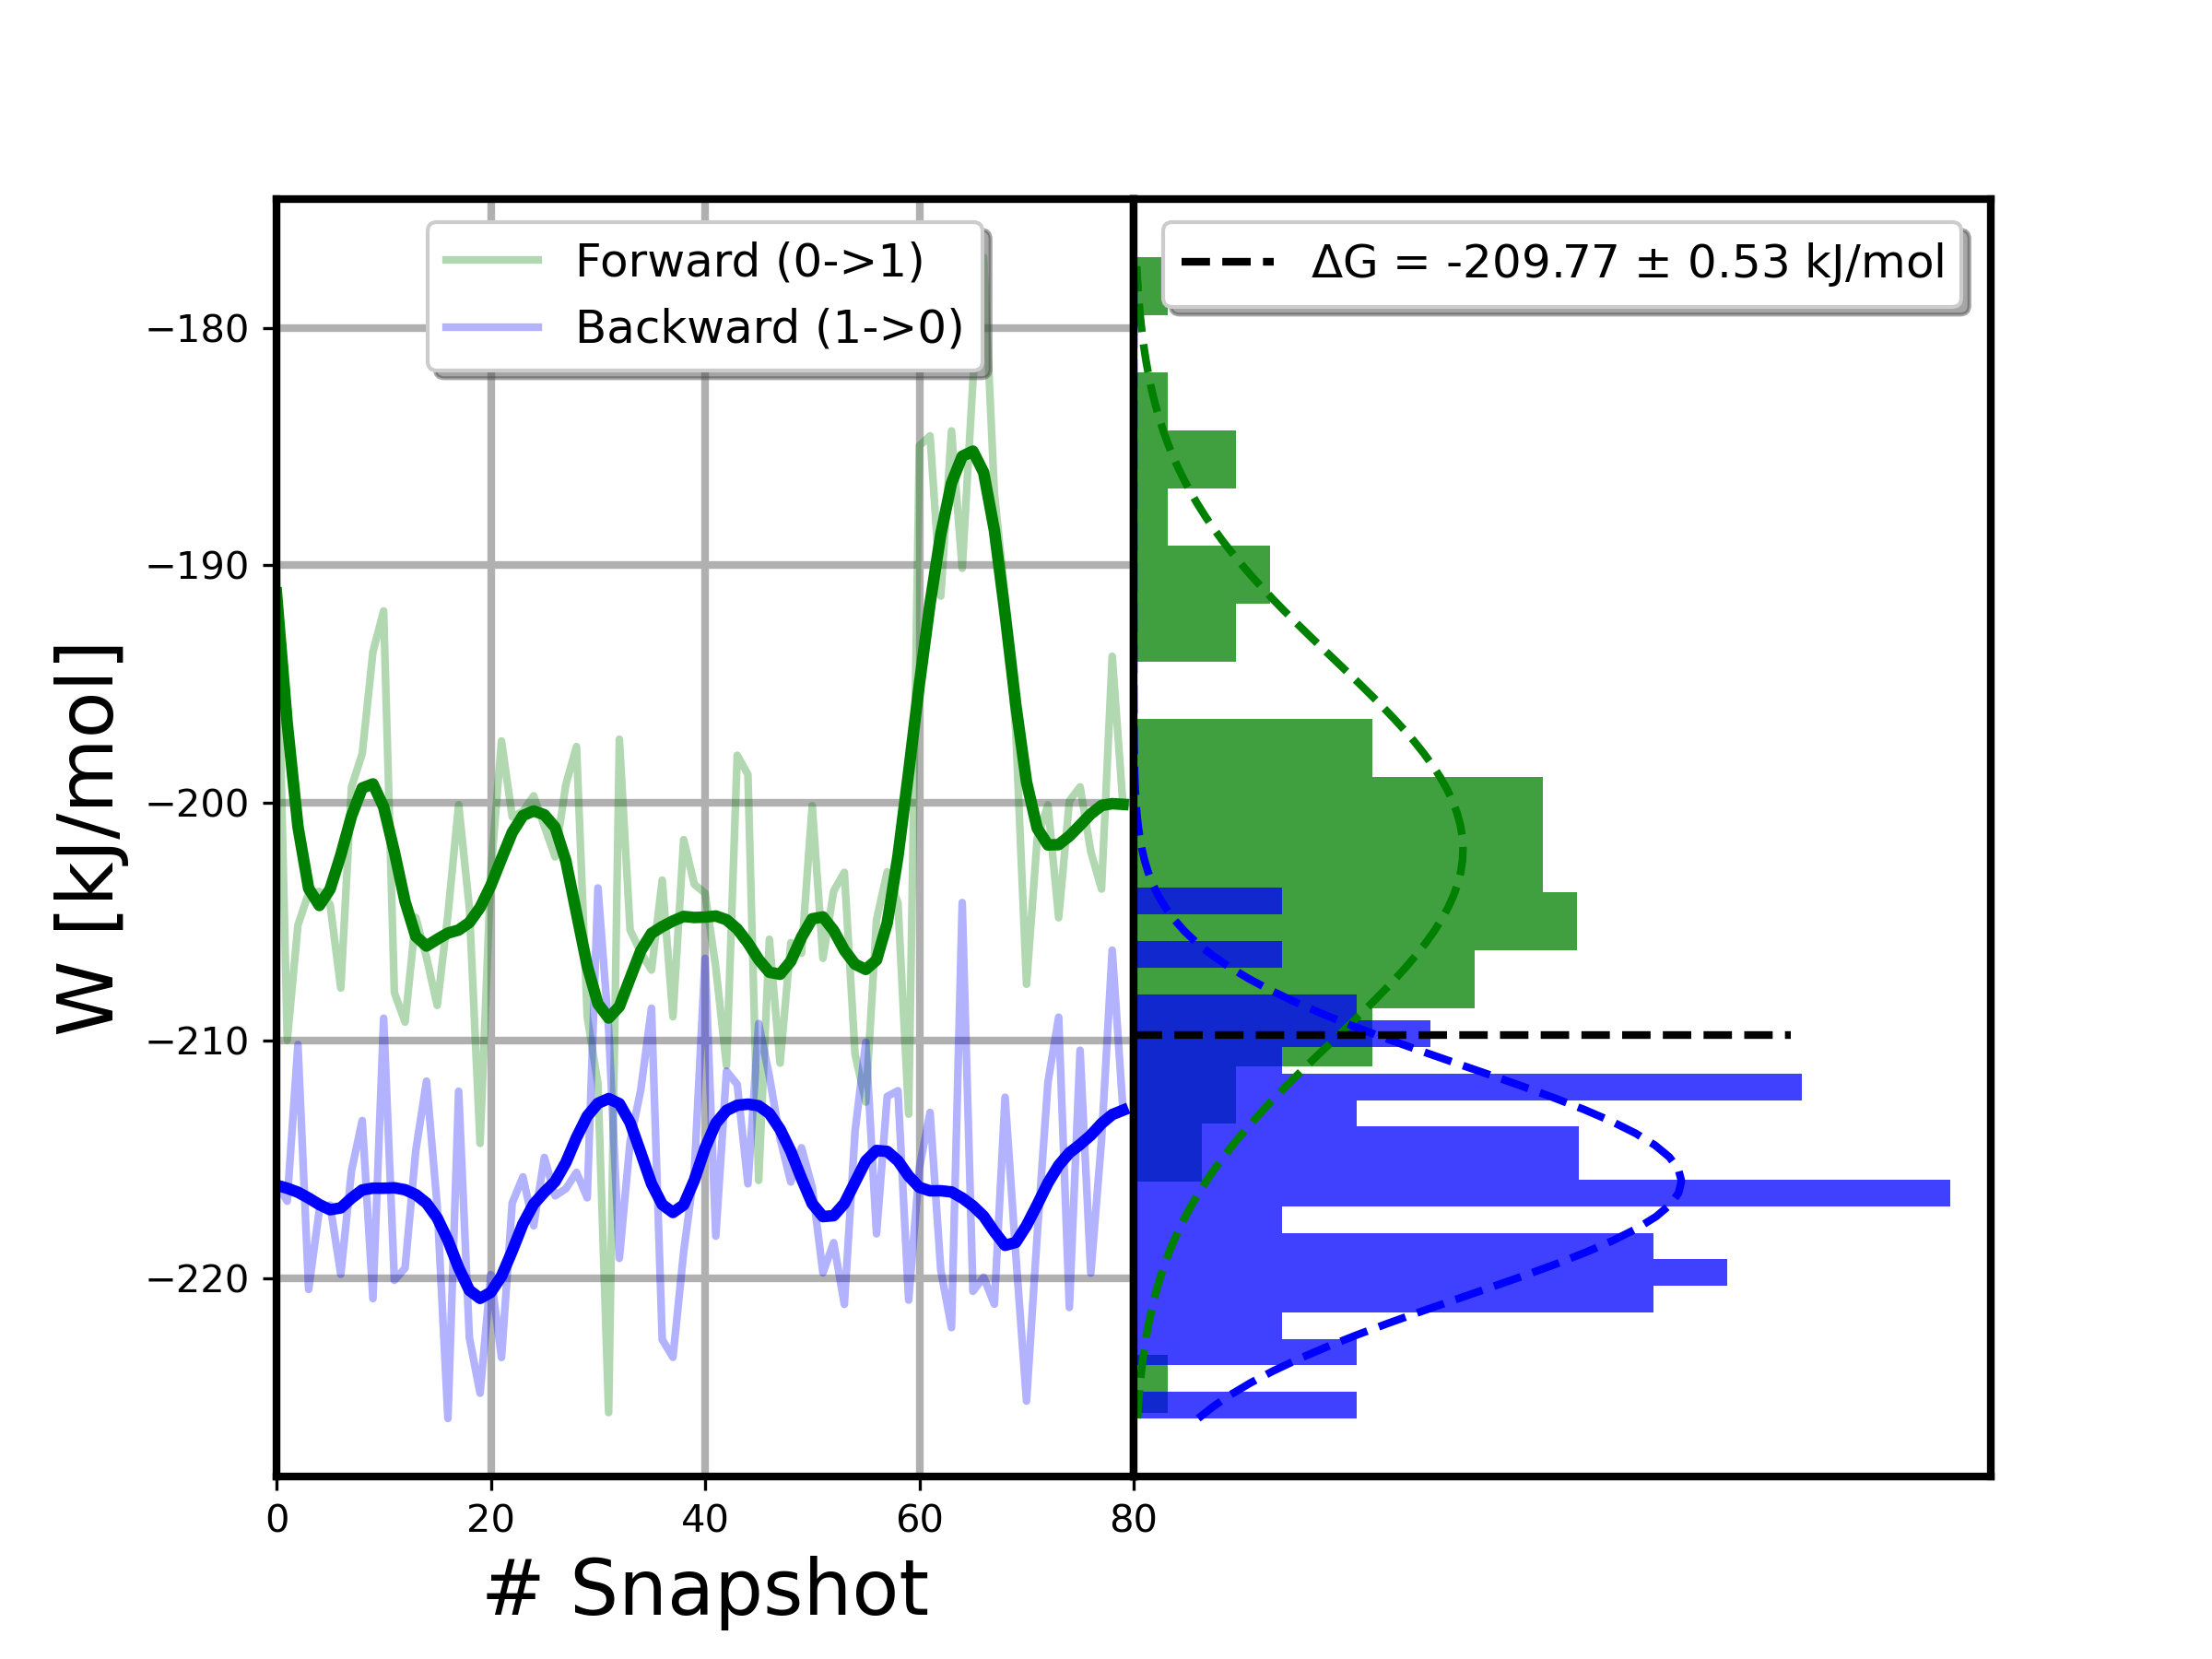 Forward (0->1)
Backward (1->0)
ΔG = -209.77 ± 0.53 kJ/mol
−180
−190
−200
−210
−220
W [kJ/mol]
0 20 40 60 80
# Snapshot